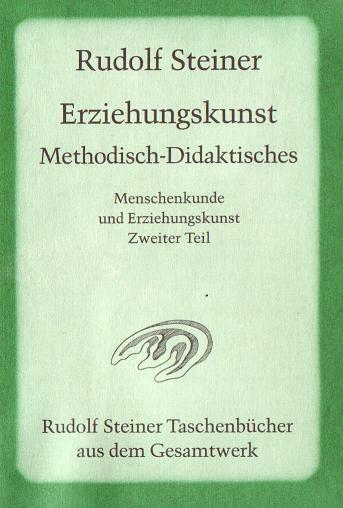 Rudolf Steiner
Erziehungskunst
Methodisch-Didaktisches
Menschenkunde
und Erziehungskunst
Zweiter Teil
Rudolf Steiner Taschenbücher
aus dem Gesamtwerk